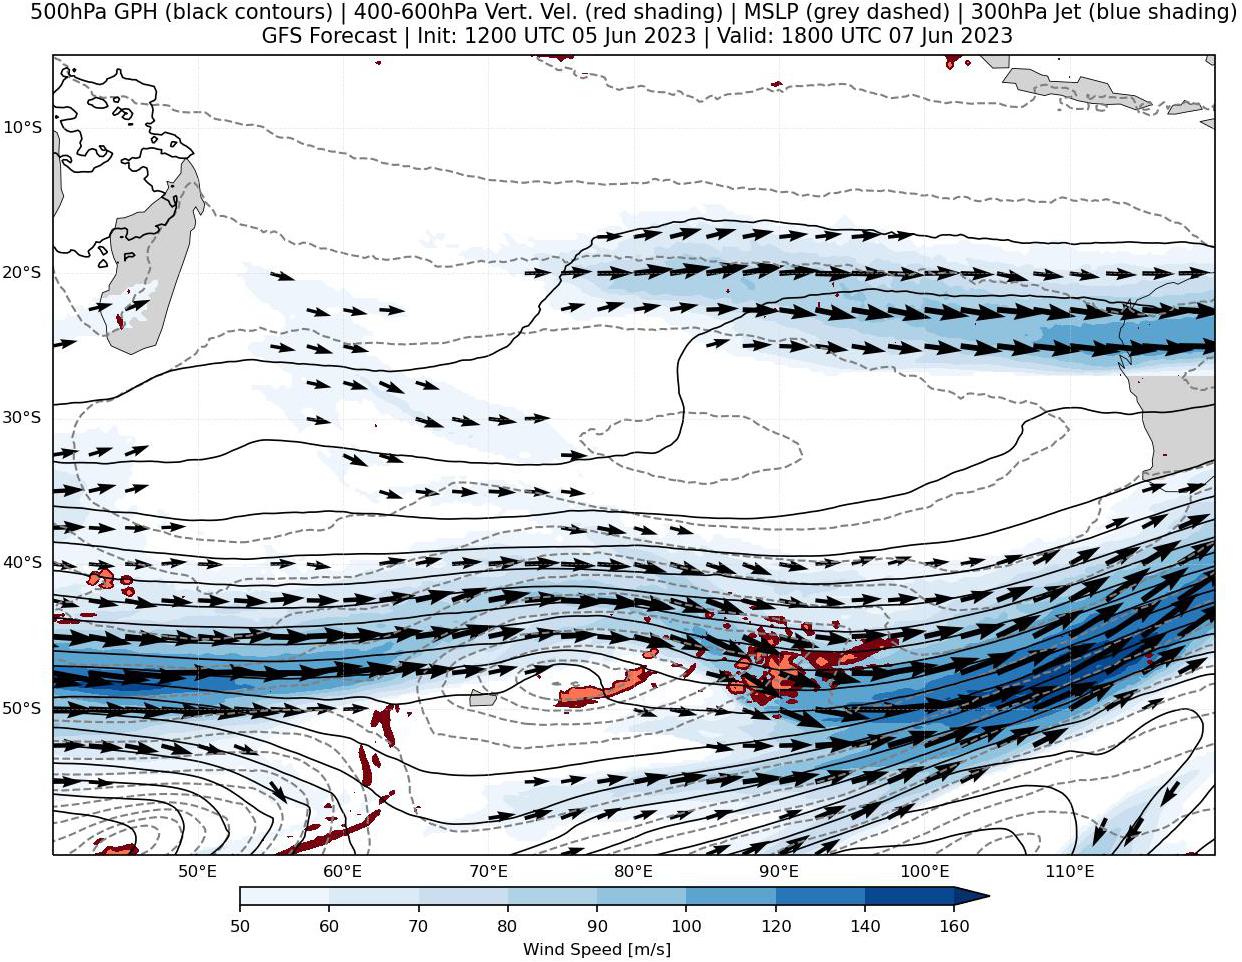 500hPa GPH (black contours) | 400-600hPa Vert. Vel. (red shading) | MSLP (grey dashed) | 300hPa Jet (blue shading)
GFS Forecast | Init: 1200 UTC 05 Jun 2023 | Valid: 1800 UTC 07 Jun 2023
10°S
20°S
30°S
40°S
50°S
50°E 60°E 70°E 80°E 90°E 100°E 110°E
50 60 70 80 90 100 120 140 160
Wind Speed [m/s]